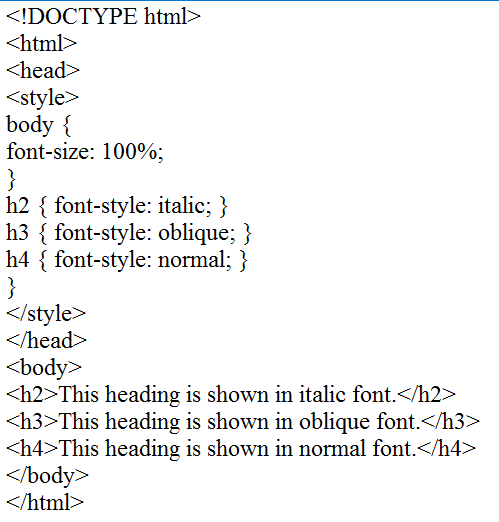 <!DOCTYPE html>
<html>
<head>
<style>
body {
font-size: 100%;
}
h2 { font-style: italic; }
h3 { font-style: oblique; }
h4 { font-style: normal; }
}
</style>
</head>
<body>
<h2>This heading is shown in italic font.</h2>
<h3>This heading is shown in oblique font.</h3>
<h4>This heading is shown in normal font.</h4>
</body>
</html>